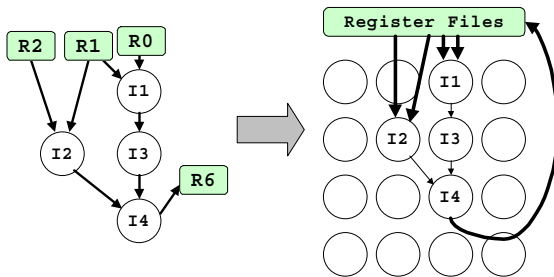 Register Files
R2 R1 R0
I1 I1
I2 I3 I2 I3
R6
I4 I4